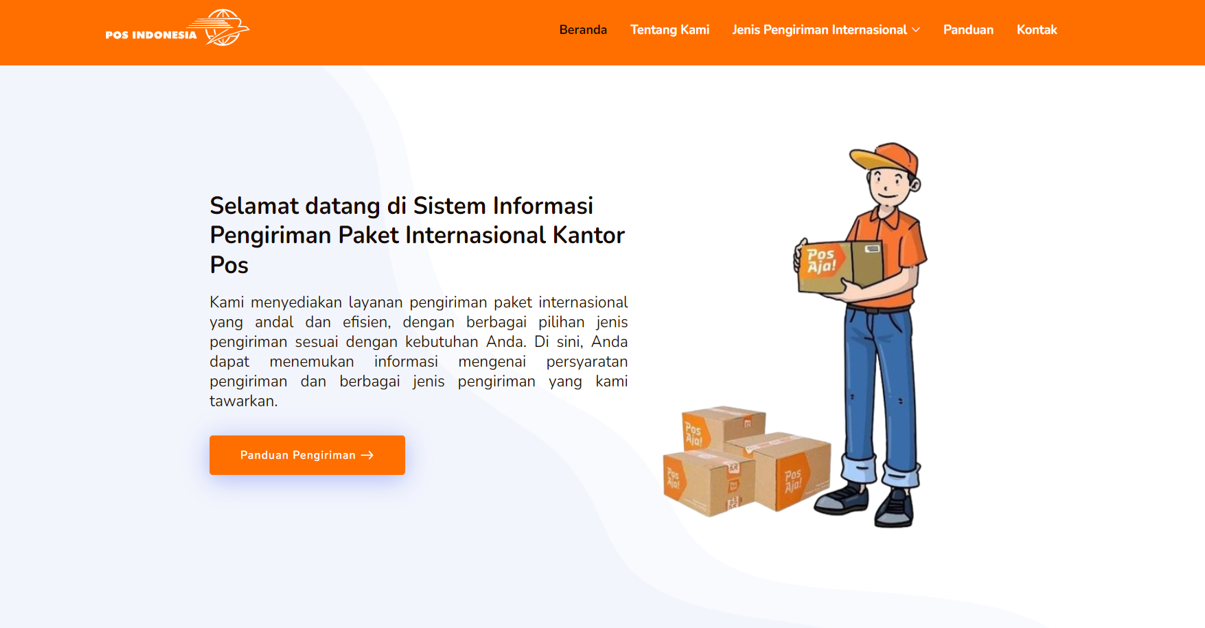 POS INDONESIA
Beranda Tentang Kami Jenis Pengiriman Internasional Panduan Kontak
Selamat datang di Sistem Informasi
Pengiriman Paket Internasional Kantor
Pos
Kami menyediakan layanan pengiriman paket internasional
yang andal dan efisien, dengan berbagai pilihan jenis
pengiriman sesuai dengan kebutuhan Anda. Di sini, Anda
dapat menemukan informasi mengenai persyaratan
pengiriman dan berbagai jenis pengiriman yang kami
tawarkan.
Panduan Pengiriman →
Pos
Aja!
Pos
Aja!
Pos
Aja!
Pos
Aja!